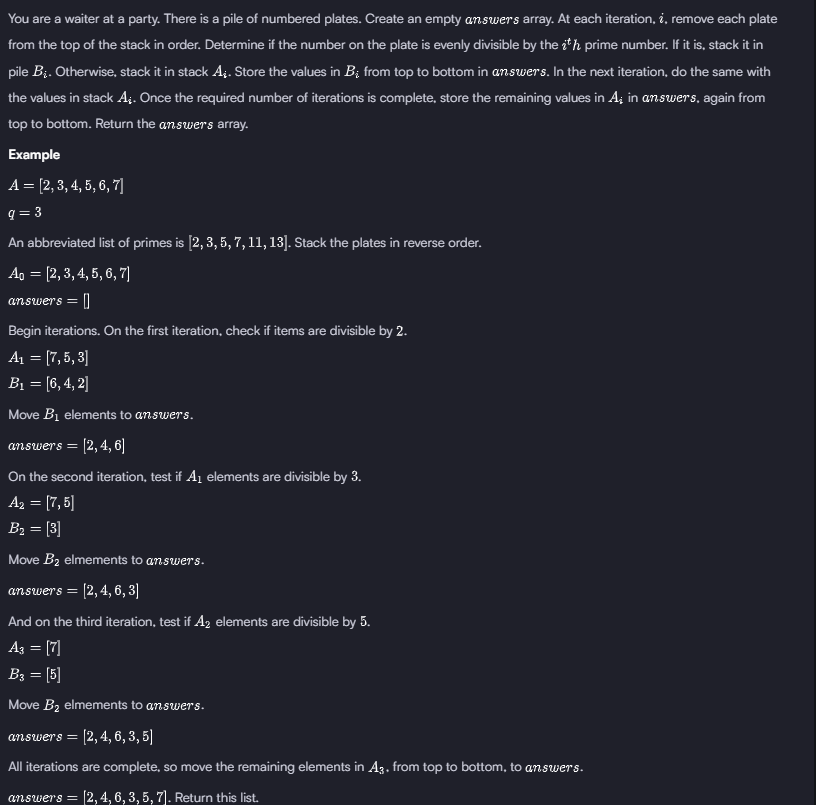 You are a waiter at a party. There is a pile of numbered plates. Create an empty answers array. At each iteration, i, remove each plate
from the top of the stack in order. Determine if the number on the plate is evenly divisible by the i^th prime number. If it is, stack it in
pile B_i. Otherwise, stack it in stack A_i. Store the values in B_i from top to bottom in answers. In the next iteration, do the same with
the values in stack A_i. Once the required number of iterations is complete, store the remaining values in A_i in answers, again from
top to bottom. Return the answers array.
Example
A = [2, 3, 4, 5, 6, 7]
q = 3
An abbreviated list of primes is [2, 3, 5, 7, 11, 13]. Stack the plates in reverse order.
A_0 = [2, 3, 4, 5, 6, 7]
answers = []
Begin iterations. On the first iteration, check if items are divisible by 2.
A_1 = [7, 5, 3]
B_1 = [6, 4, 2]
Move B_1 elements to answers.
answers = [2, 4, 6]
On the second iteration, test if A_1 elements are divisible by 3.
A_2 = [7, 5]
B_2 = [3]
Move B_2 elmements to answers.
answers = [2, 4, 6, 3]
And on the third iteration, test if A_2 elements are divisible by 5.
A_3 = [7]
B_3 = [5]
Move B_2 elmements to answers.
answers = [2, 4, 6, 3, 5]
All iterations are complete, so move the remaining elements in A_3, from top to bottom, to answers.
answers = [2, 4, 6, 3, 5, 7]. Return this list.